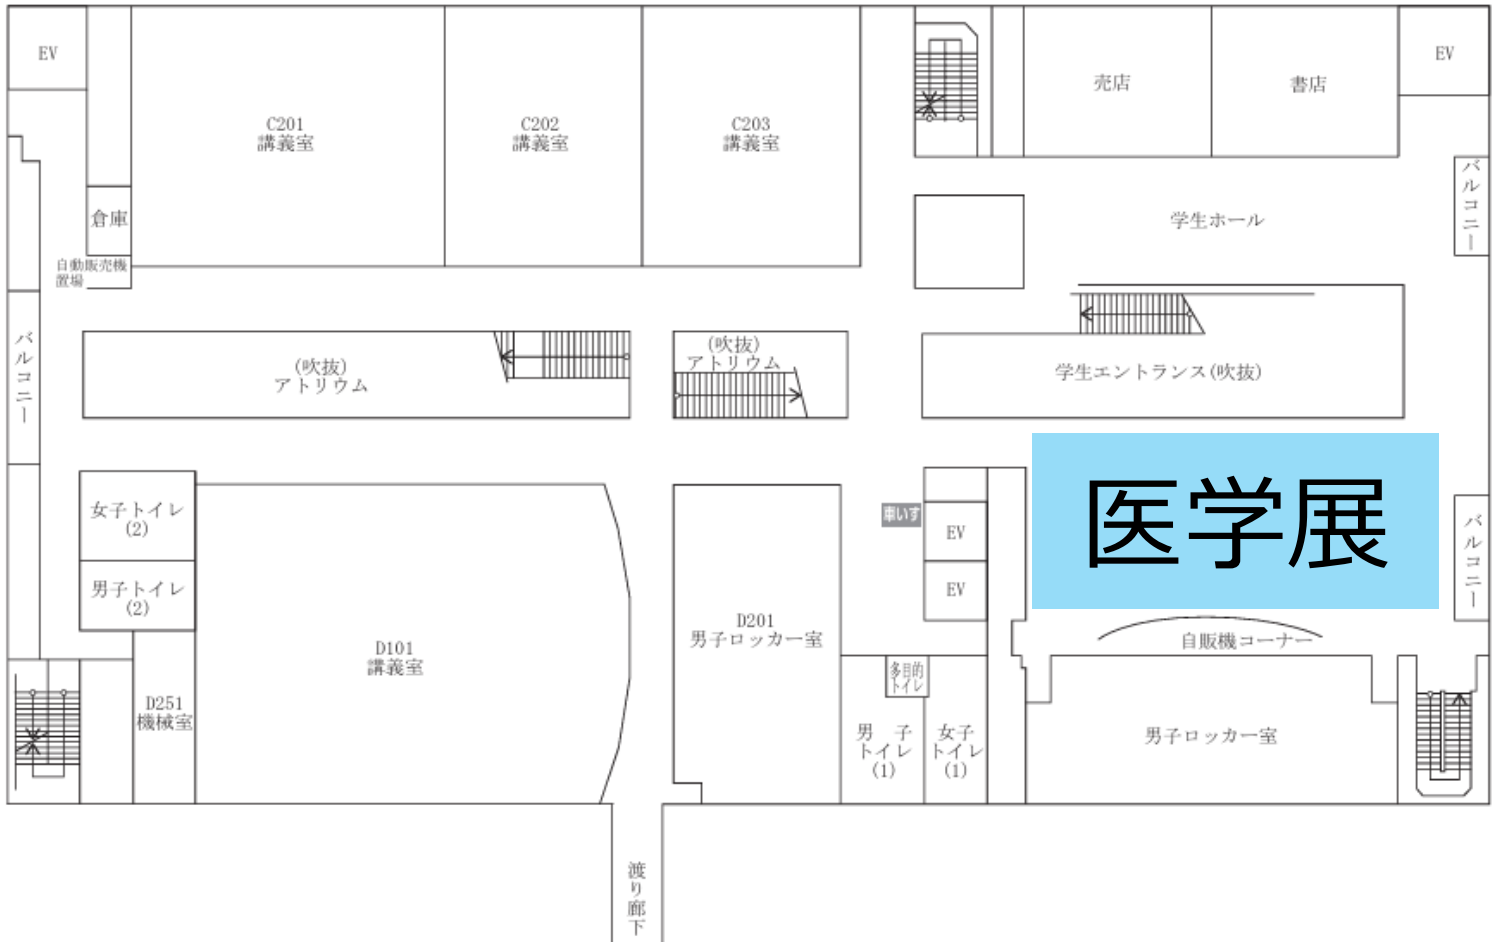 EV
売店
書店
EV
C201
講義室
C202
講義室
C203
講義室
倉庫
自動販売機
置場
学生ホール
バルコニー
バルコニー
(吹抜)
アトリウム
(吹抜)
アトリウム
学生エントランス(吹抜)
医学展
女子トイレ
(2)
男子トイレ
(2)
車いす
EV
EV
バルコニー
D101
講義室
D201
男子ロッカー室
自販機コーナー
多目的
トイレ
D251
機械室
男 子
トイレ
(1)
女子
トイレ
(1)
男子ロッカー室
渡り廊下